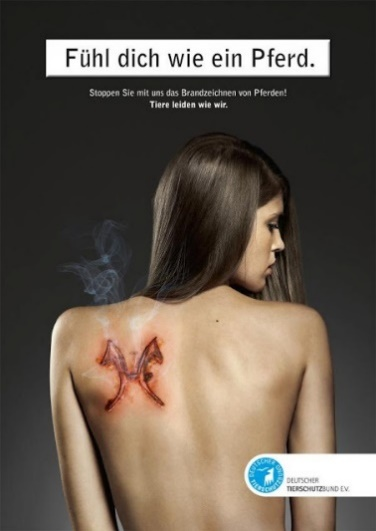 Fühl dich wie ein Pferd.
Stoppen Sie mit uns das Brandzeichnen von Pferden!
Tiere leiden wie wir.
DEUTSCHER
TIERSCHUTZBUND E.V.